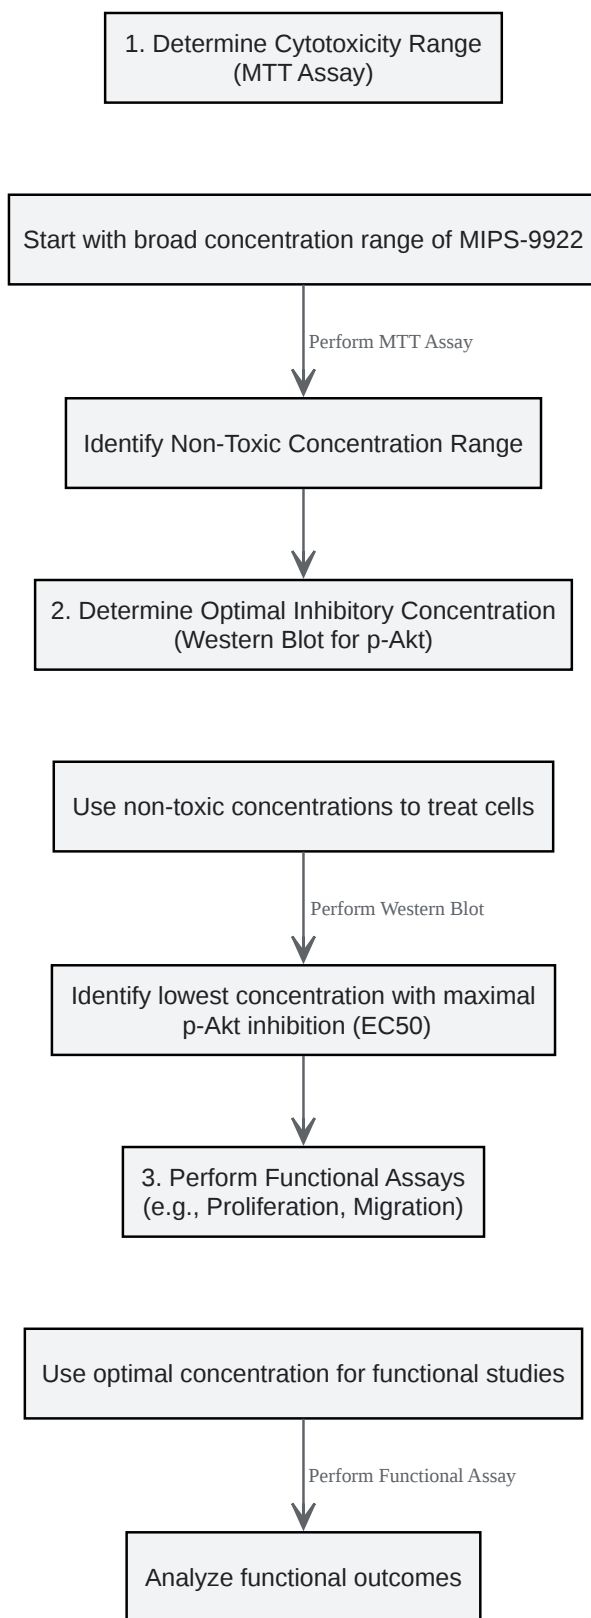 1. Determine Cytotoxicity Range
(MTT Assay)
Start with broad concentration range of MIPS-9922
Perform MTT Assay
Identify Non-Toxic Concentration Range
2. Determine Optimal Inhibitory Concentration
(Western Blot for p-Akt)
Use non-toxic concentrations to treat cells
Perform Western Blot
Identify lowest concentration with maximal
p-Akt inhibition (EC50)
3. Perform Functional Assays
(e.g., Proliferation, Migration)
Use optimal concentration for functional studies
Perform Functional Assay
Analyze functional outcomes